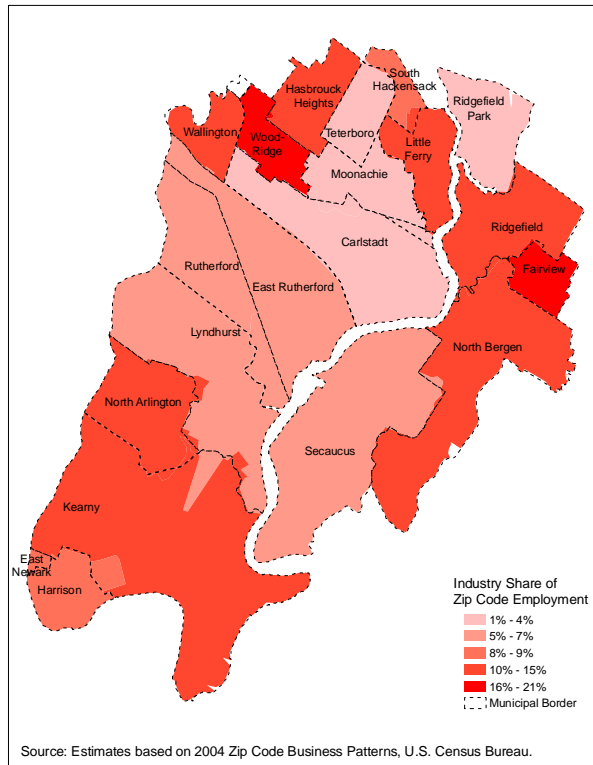 South
Hackensack
Hasbrouck
Heights
Ridgefield
Park
Wallington
Wood-
Ridge
Teterboro
Little
Ferry
Moonachie
Ridgefield
Carlstadt
Rutherford
East Rutherford
Fairview
Lyndhurst
North Bergen
North Arlington
Secaucus
Kearny
East
Newark
Harrison
Industry Share of
Zip Code Employment
1% - 4%
5% - 7%
8% - 9%
10% - 15%
16% - 21%
Municipal Border
Source: Estimates based on 2004 Zip Code Business Patterns, U.S. Census Bureau.